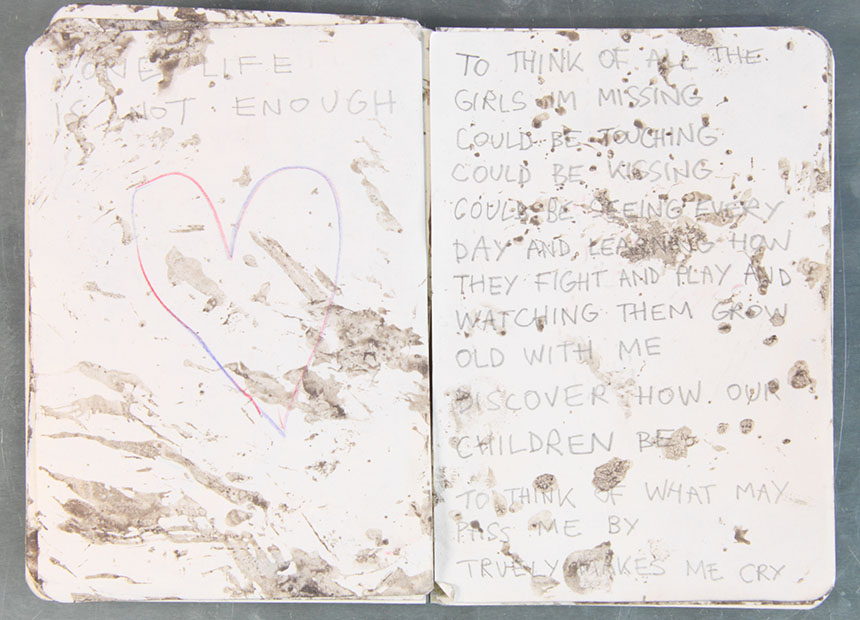 ONE LIFE
IS NOT ENOUGH
TO THINK OF ALL THE
GIRLS IM MISSING
COULD BE TOUCHING
COULD BE KISSING
COULD BE SEEING EVERY
DAY AND LEARNING HOW
THEY FIGHT AND PLAY AND
WATCHING THEM GROW
OLD WITH ME
DISCOVER HOW OUR
CHILDREN BE
TO THINK OF WHAT MAY
PASS ME BY
TRUELY MAKES ME CRY